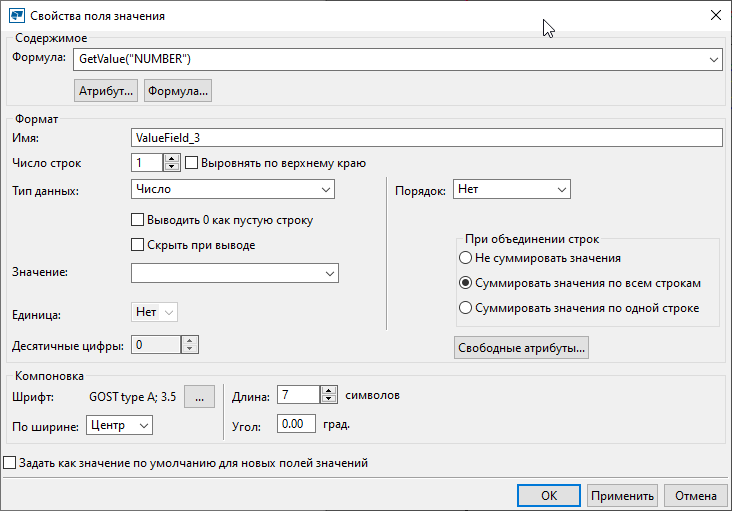 Свойства поля значения
Содержимое
Формула: GetValue("NUMBER")
Атрибут... Формула...
Формат
Имя: ValueField_3
Число строк 1 Выровнять по верхнему краю
Тип данных: Число Порядок: Нет
Выводить 0 как пустую строку
Скрыть при выводе
При объединении строк
Не суммировать значения
Значение:
Суммировать значения по всем строкам
Суммировать значения по одной строке
Единица: Нет
Десятичные цифры: 0
Свободные атрибуты...
Компоновка
Шрифт: GOST type A; 3.5 ... Длина: 7 символов
По ширине: Центр Угол: 0.00 град.
Задать как значение по умолчанию для новых полей значений
OK Применить Отмена